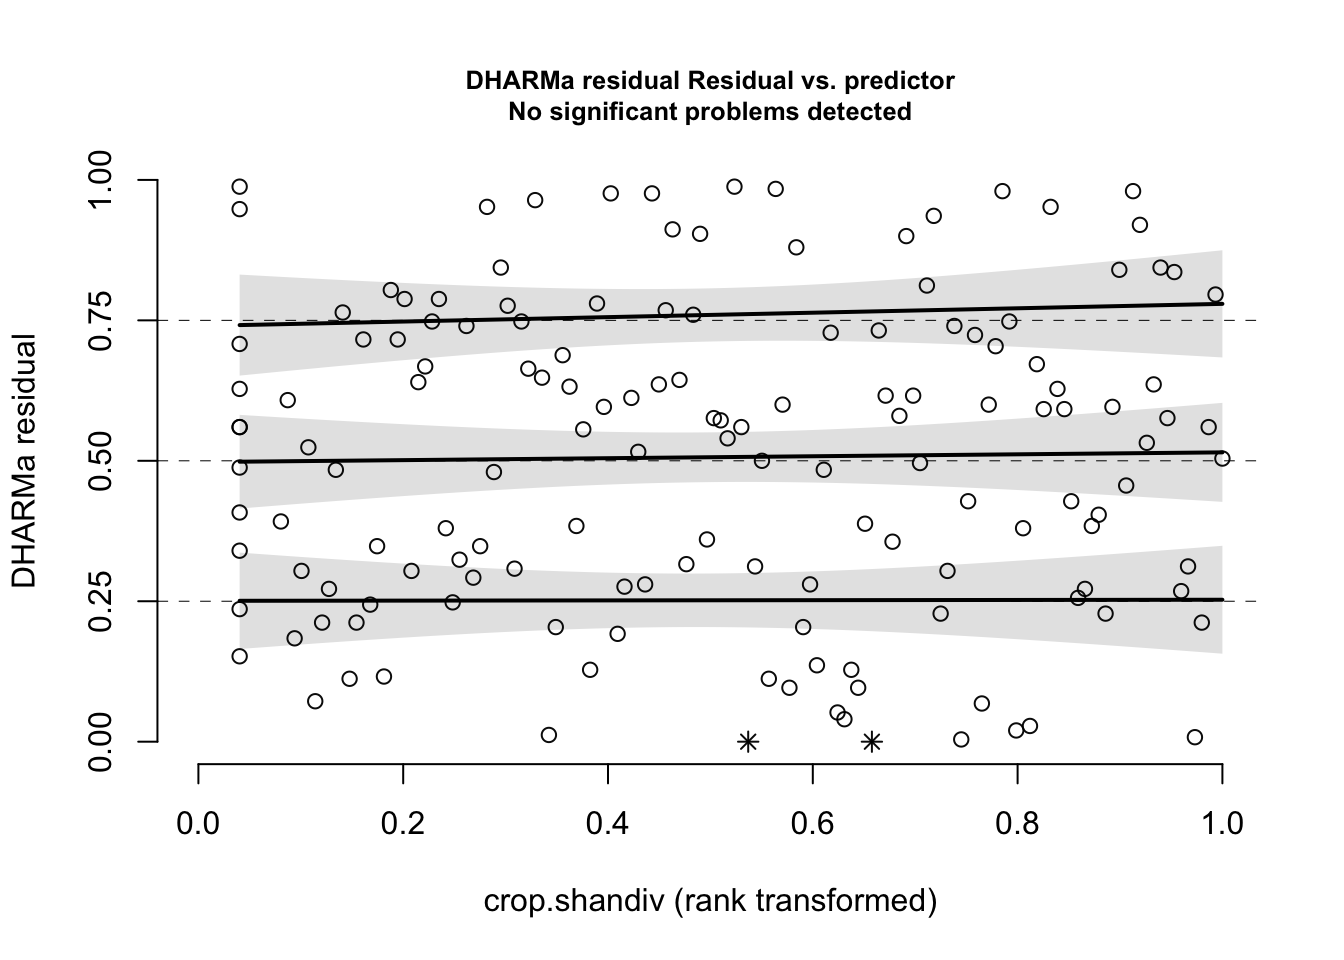 DHARMa residual Residual vs. predictor
No significant problems detected
DHARMa residual
1.00
0.75
0.50
0.25
0.00
0.0 0.2 0.4 0.6 0.8 1.0
crop.shandiv (rank transformed)